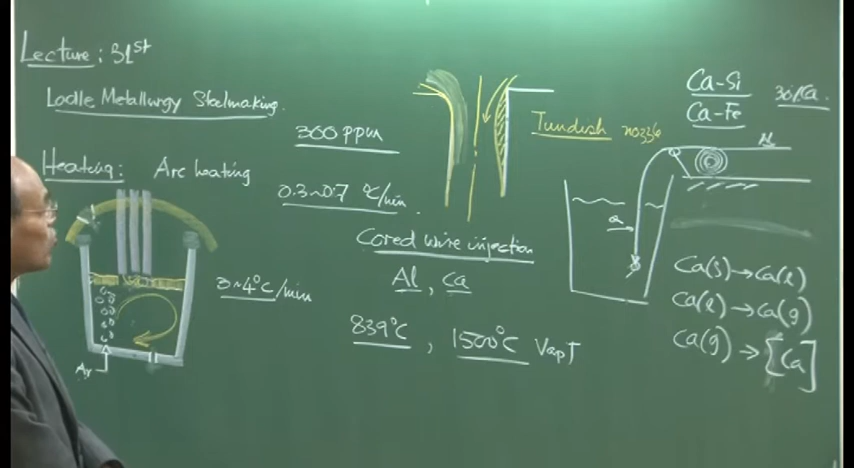 Lecture: 31st
Ladle Metallurgy Steelmaking.
Heating: Arc heating
300 ppm
0.3~0.7 °C/min.
3~4°C/min
Ar
Tundish nozzle
Cored wire injection
Al, Ca
839°C, 1500°C Vap T
Ca-Si
Ca-Fe
30% Ca.
Ca(s) → Ca(l)
Ca(l) → Ca(g)
Ca(g) → [Ca]